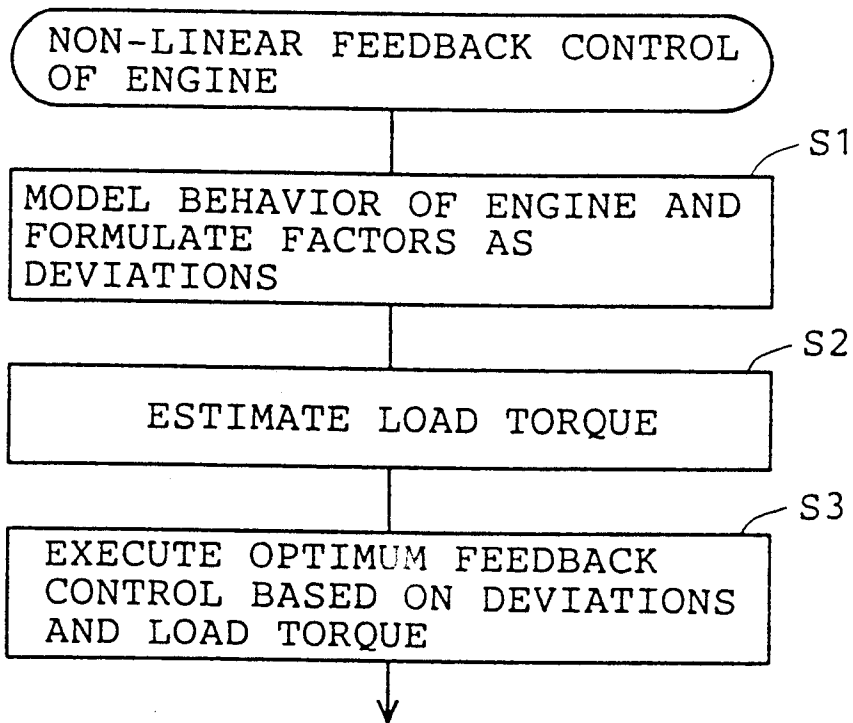 NON-LINEAR FEEDBACK CONTROL
OF ENGINE
S1
MODEL BEHAVIOR OF ENGINE AND
FORMULATE FACTORS AS
DEVIATIONS
S2
ESTIMATE LOAD TORQUE
S3
EXECUTE OPTIMUM FEEDBACK
CONTROL BASED ON DEVIATIONS
AND LOAD TORQUE